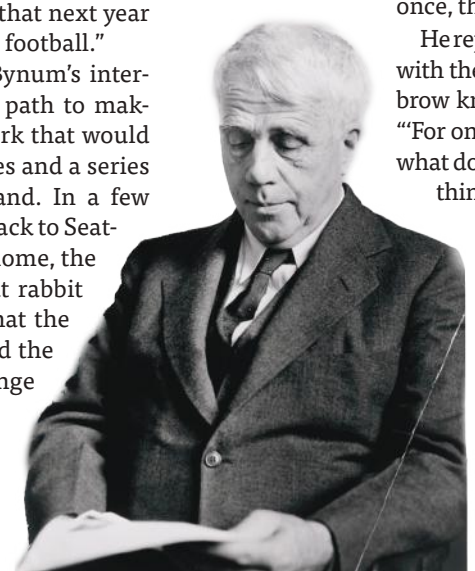 that next year
football.”
Bynum’s inter-
path to mak-
rk that would
es and a series
and. In a few
ack to Seat-
ome, the
at rabbit
hat the
d the
nge
once, th
He rep
with the
brow kn
“‘For on
what do
thin